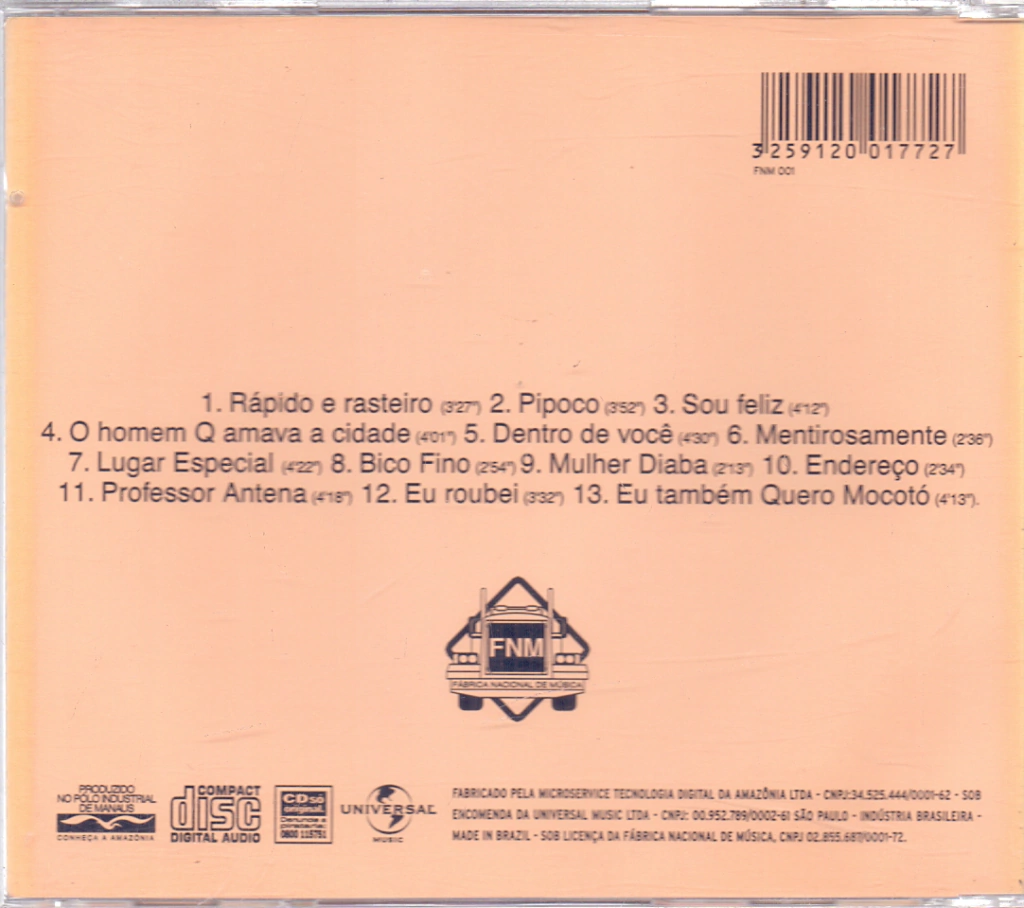 3259120 017727
FNM 001
1. Rápido e rasteiro (3'27") 2. Pipoco (3'52") 3. Sou feliz (4'12")
4. O homem Q amava a cidade (4'01") 5. Dentro de você (4'30") 6. Mentirosamente (2'36")
7. Lugar Especial (4'22") 8. Bico Fino (2'54") 9. Mulher Diaba (2'13") 10. Endereço (2'34")
11. Professor Antena (4'18") 12. Eu roubei (3'32") 13. Eu também Quero Mocotó (4'13").
FNM
FÁBRICA NACIONAL DE MÚSICA
PRODUZIDO
NO PÓLO INDUSTRIAL
DE MANAUS
CONHEÇA A AMAZÔNIA
COMPACT
disc
DIGITAL AUDIO
CD só
original.
Denuncie a
pirataria:
0800 115751
UNIVERSAL
MUSIC
FABRICADO PELA MICROSERVICE TECNOLOGIA DIGITAL DA AMAZÔNIA LTDA - CNPJ:34.525.444/0001-62 - SOB
ENCOMENDA DA UNIVERSAL MUSIC LTDA - CNPJ: 00.952.789/0002-61 SÃO PAULO - INDÚSTRIA BRASILEIRA -
MADE IN BRAZIL - SOB LICENÇA DA FÁBRICA NACIONAL DE MÚSICA, CNPJ 02.855.687/0001-72.